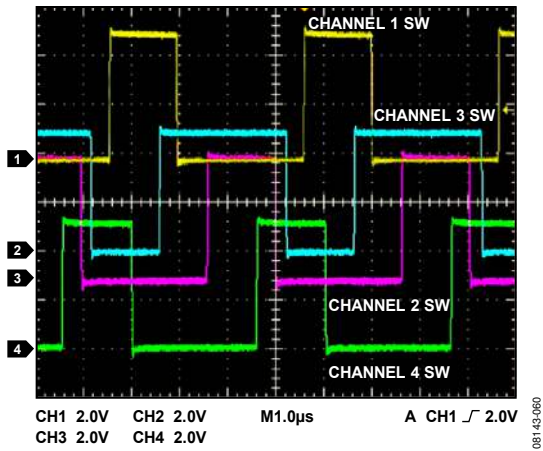 CHANNEL 1 SW
CHANNEL 3 SW
1
2
3
CHANNEL 2 SW
4
CHANNEL 4 SW
CH1 2.0V CH2 2.0V M1.0µs A CH1 2.0V
CH3 2.0V CH4 2.0V
08143-060